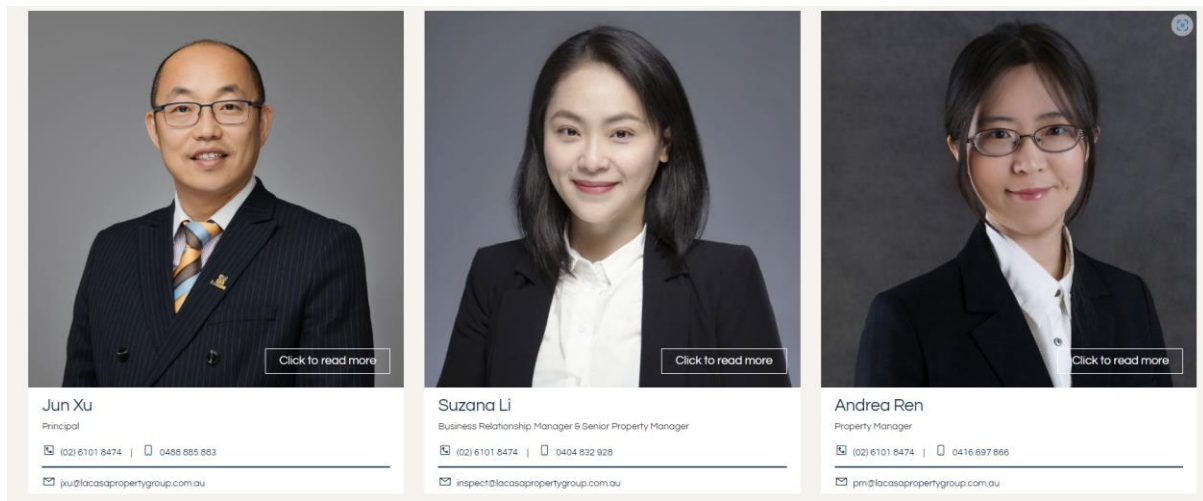 Click to read more
Jun Xu
Principal
(02) 6101 8474 | 0488 885 883
jxu@lacasapropertygroup.com.au
Click to read more
Suzana Li
Business Relationship Manager & Senior Property Manager
(02) 6101 8474 | 0404 832 928
inspect@lacasapropertygroup.com.au
Click to read more
Andrea Ren
Property Manager
(02) 6101 8474 | 0416 697 866
pm@lacasapropertygroup.com.au